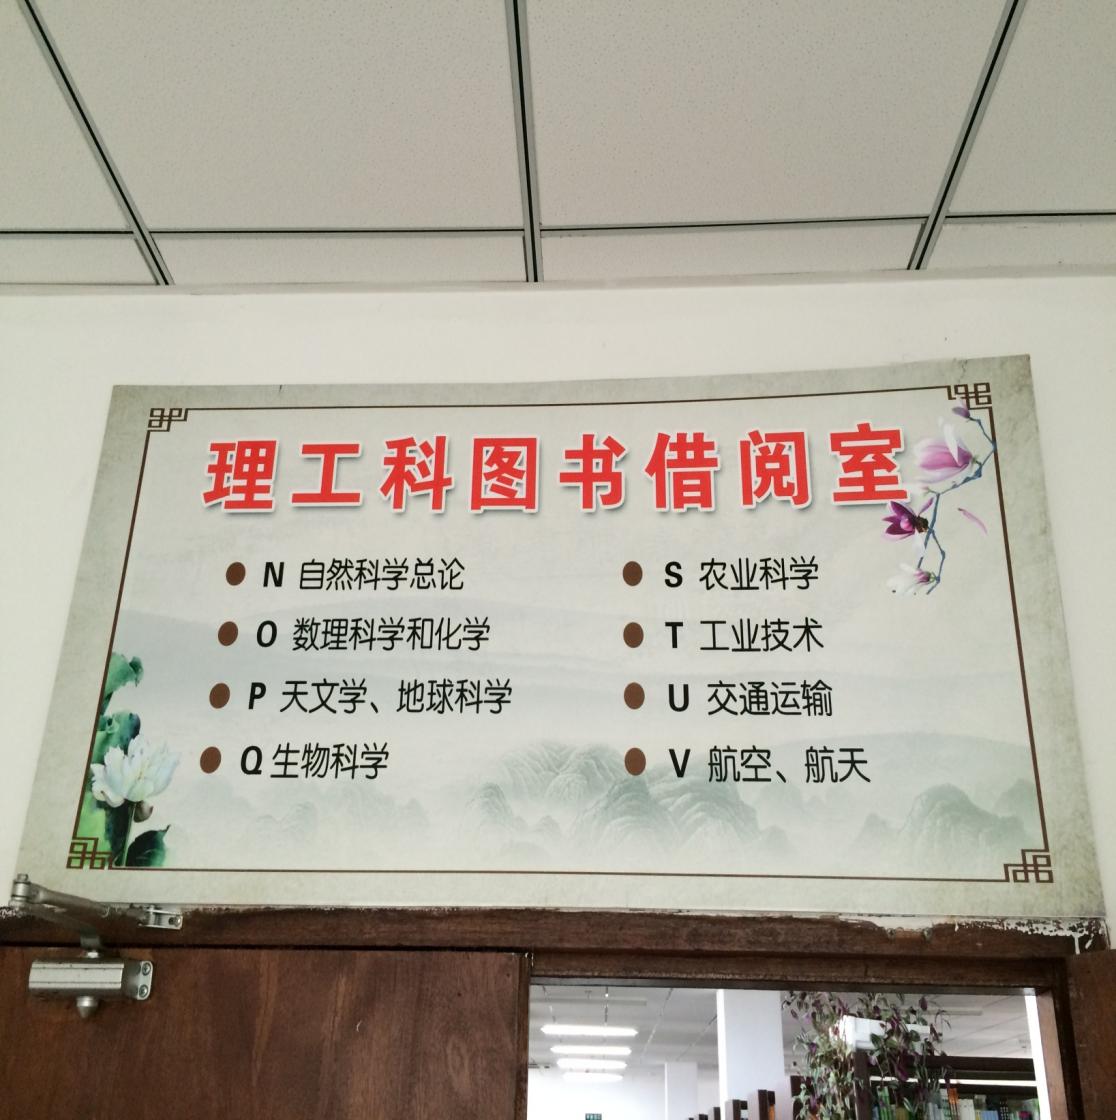 理工科图书借阅室
N 自然科学总论
O 数理科学和化学
P 天文学、地球科学
Q 生物科学
S 农业科学
T 工业技术
U 交通运输
V 航空、航天